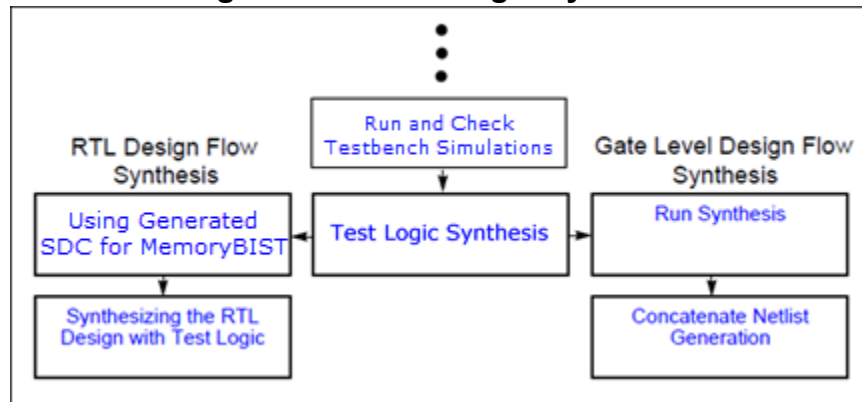 Run and Check
Testbench Simulations
RTL Design Flow
Synthesis
Gate Level Design Flow
Synthesis
Using Generated
SDC for MemoryBIST
Test Logic Synthesis
Run Synthesis
Synthesizing the RTL
Design with Test Logic
Concatenate Netlist
Generation